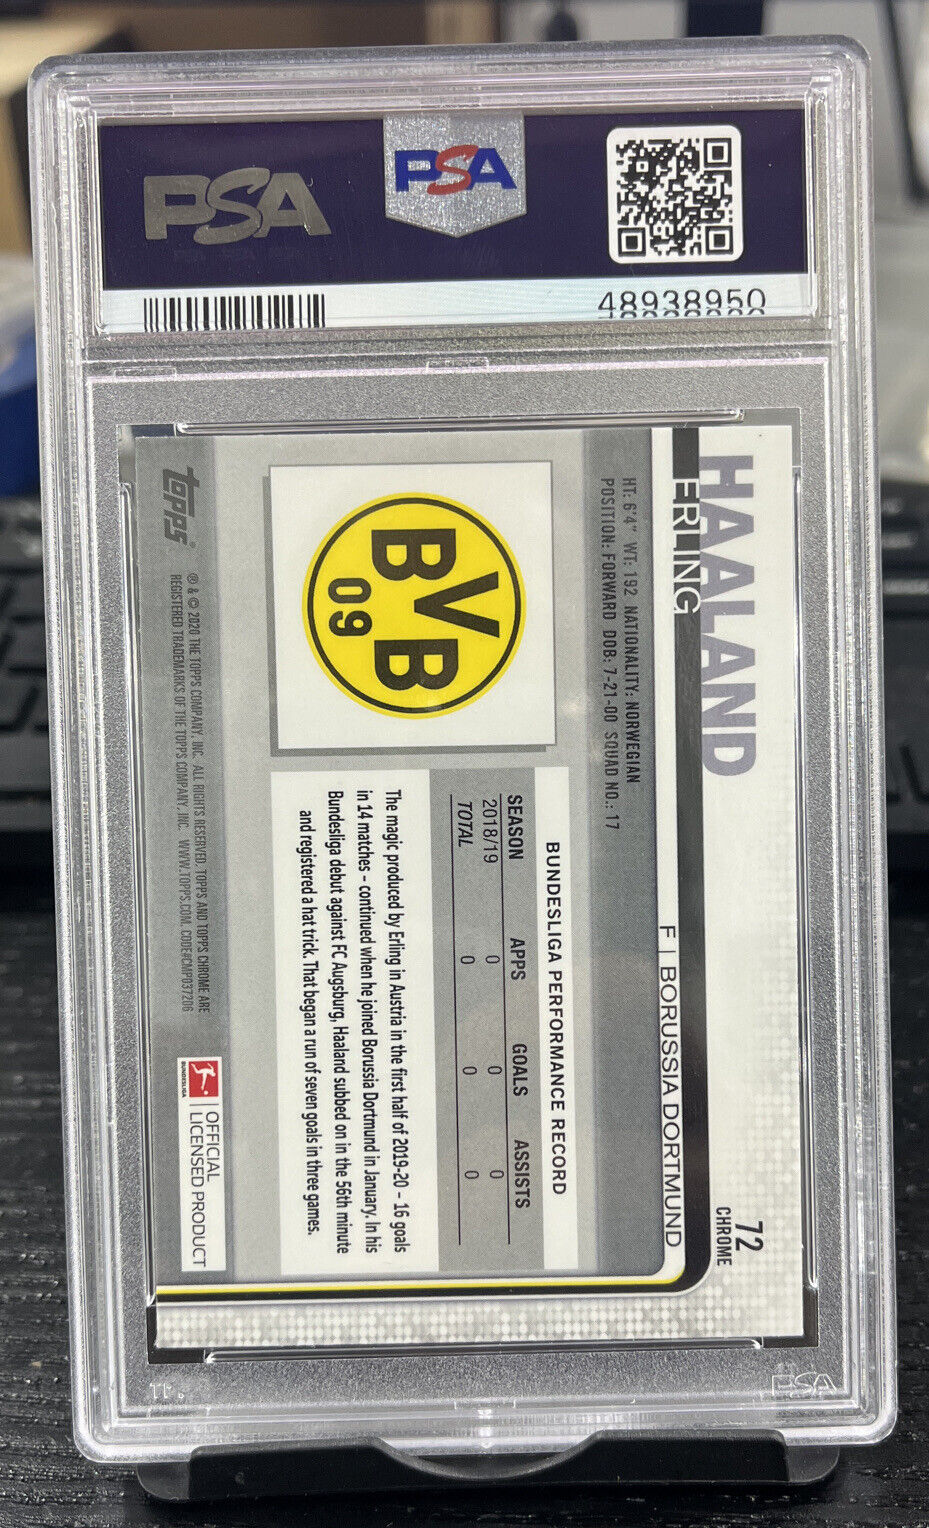 PSA
PSA
48938950
72
CHROME
HAALAND
ERLING
F | BORUSSIA DORTMUND
HT: 6'4" WT: 192 NATIONALITY: NORWEGIAN
POSITION: FORWARD DOB: 7-21-00 SQUAD NO.: 17
BVB
09
BUNDESLIGA PERFORMANCE RECORD
SEASON APPS GOALS ASSISTS
2018/19 0 0 0
TOTAL 0 0 0
The magic produced by Erling in Austria in the first half of 2019-20 – 16 goals
in 14 matches – continued when he joined Borussia Dortmund in January. In his
Bundesliga debut against FC Augsburg, Haaland subbed on in the 56th minute
and registered a hat trick. That began a run of seven goals in three games.
topps®
® & © 2020 THE TOPPS COMPANY, INC. ALL RIGHTS RESERVED. TOPPS AND TOPPS CHROME ARE
REGISTERED TRADEMARKS OF THE TOPPS COMPANY, INC. WWW.TOPPS.COM. CODE#CMP037206
BUNDESLIGA
OFFICIAL
LICENSED PRODUCT
PSA